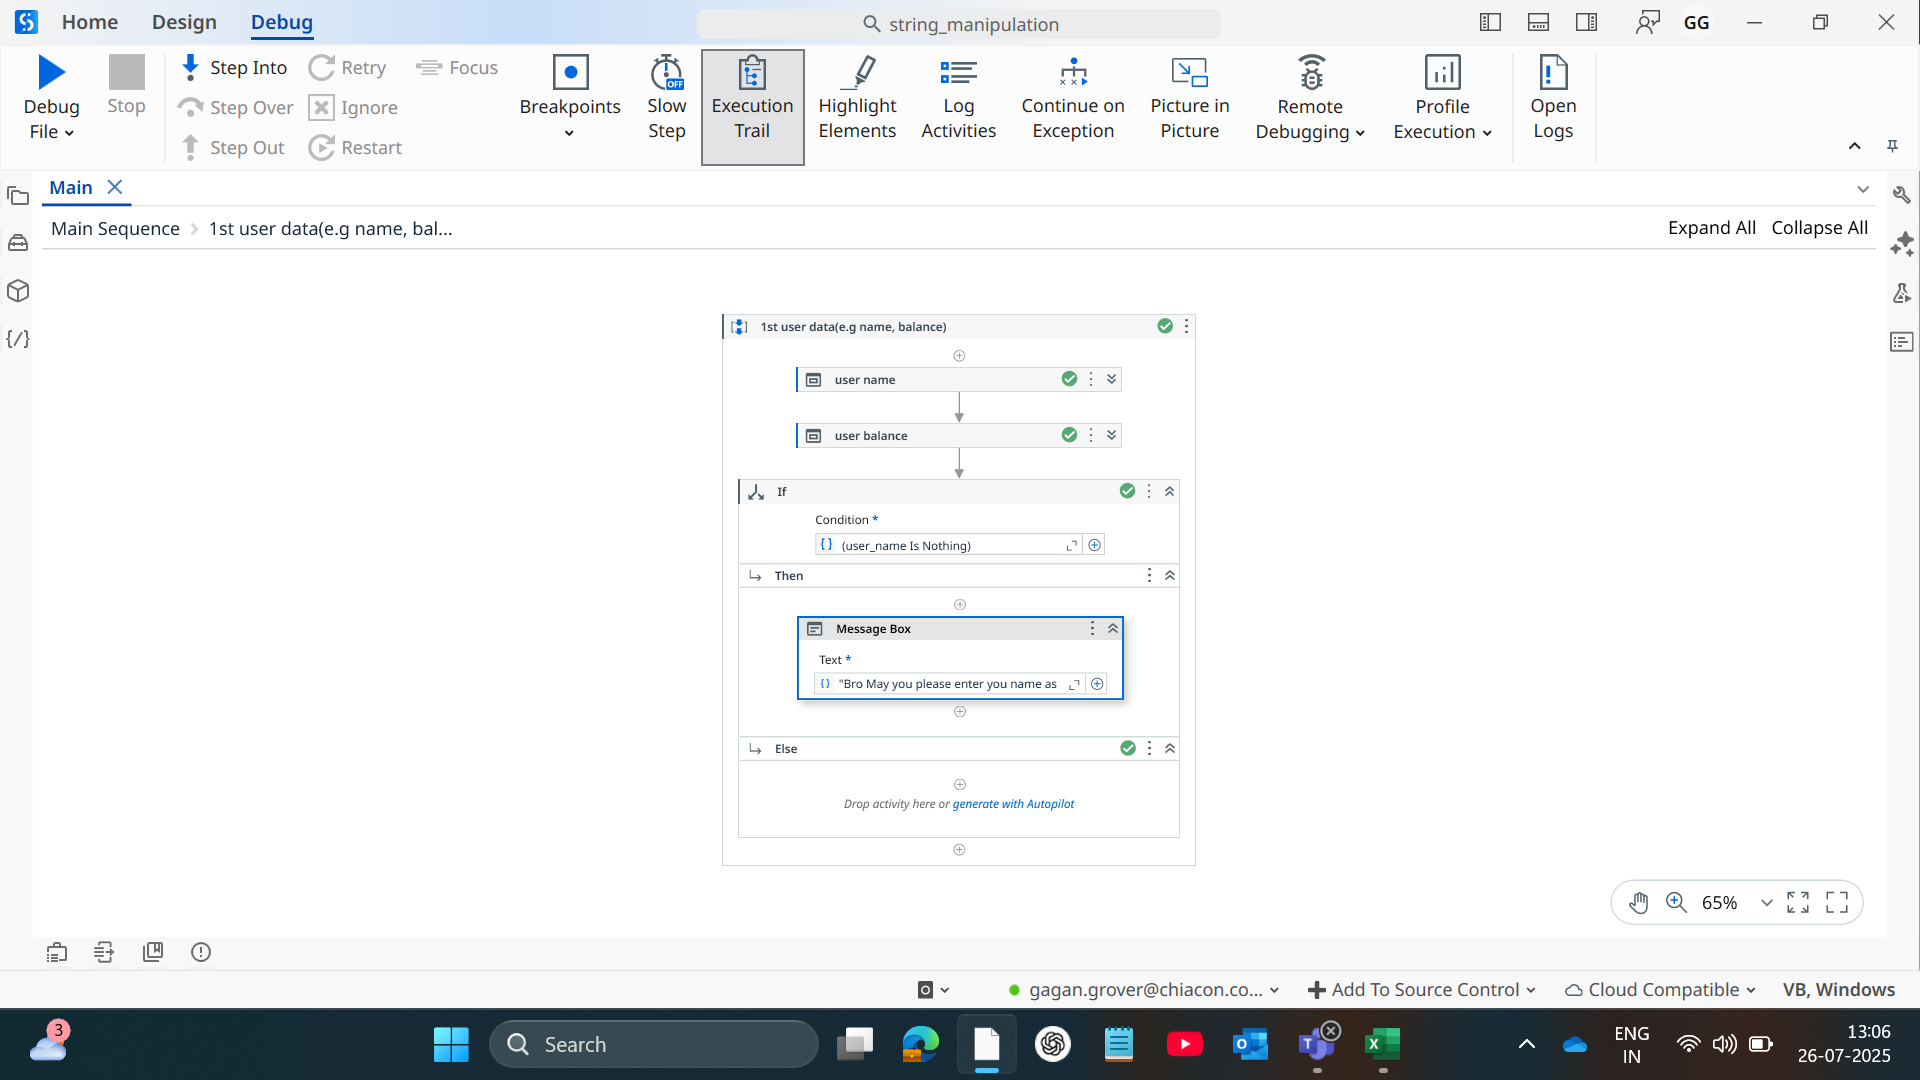 Home
Design
Debug
string_manipulation
GG
Debug
File
Stop
Step Into
Step Over
Step Out
Retry
Ignore
Restart
Focus
Breakpoints
OFF
Slow
Step
Execution
Trail
Highlight
Elements
Log
Activities
Continue on
Exception
Picture in
Picture
Remote
Debugging
Profile
Execution
Open
Logs
Main
Main Sequence
1st user data(e.g name, bal...
Expand All
Collapse All
1st user data(e.g name, balance)
user name
user balance
If
Condition *
(user_name Is Nothing)
Then
Message Box
Text *
"Bro May you please enter you name as
Else
Drop activity here or generate with Autopilot
65%
gagan.grover@chiacon.co...
Add To Source Control
Cloud Compatible
VB, Windows
3
Search
ENG
IN
13:06
26-07-2025